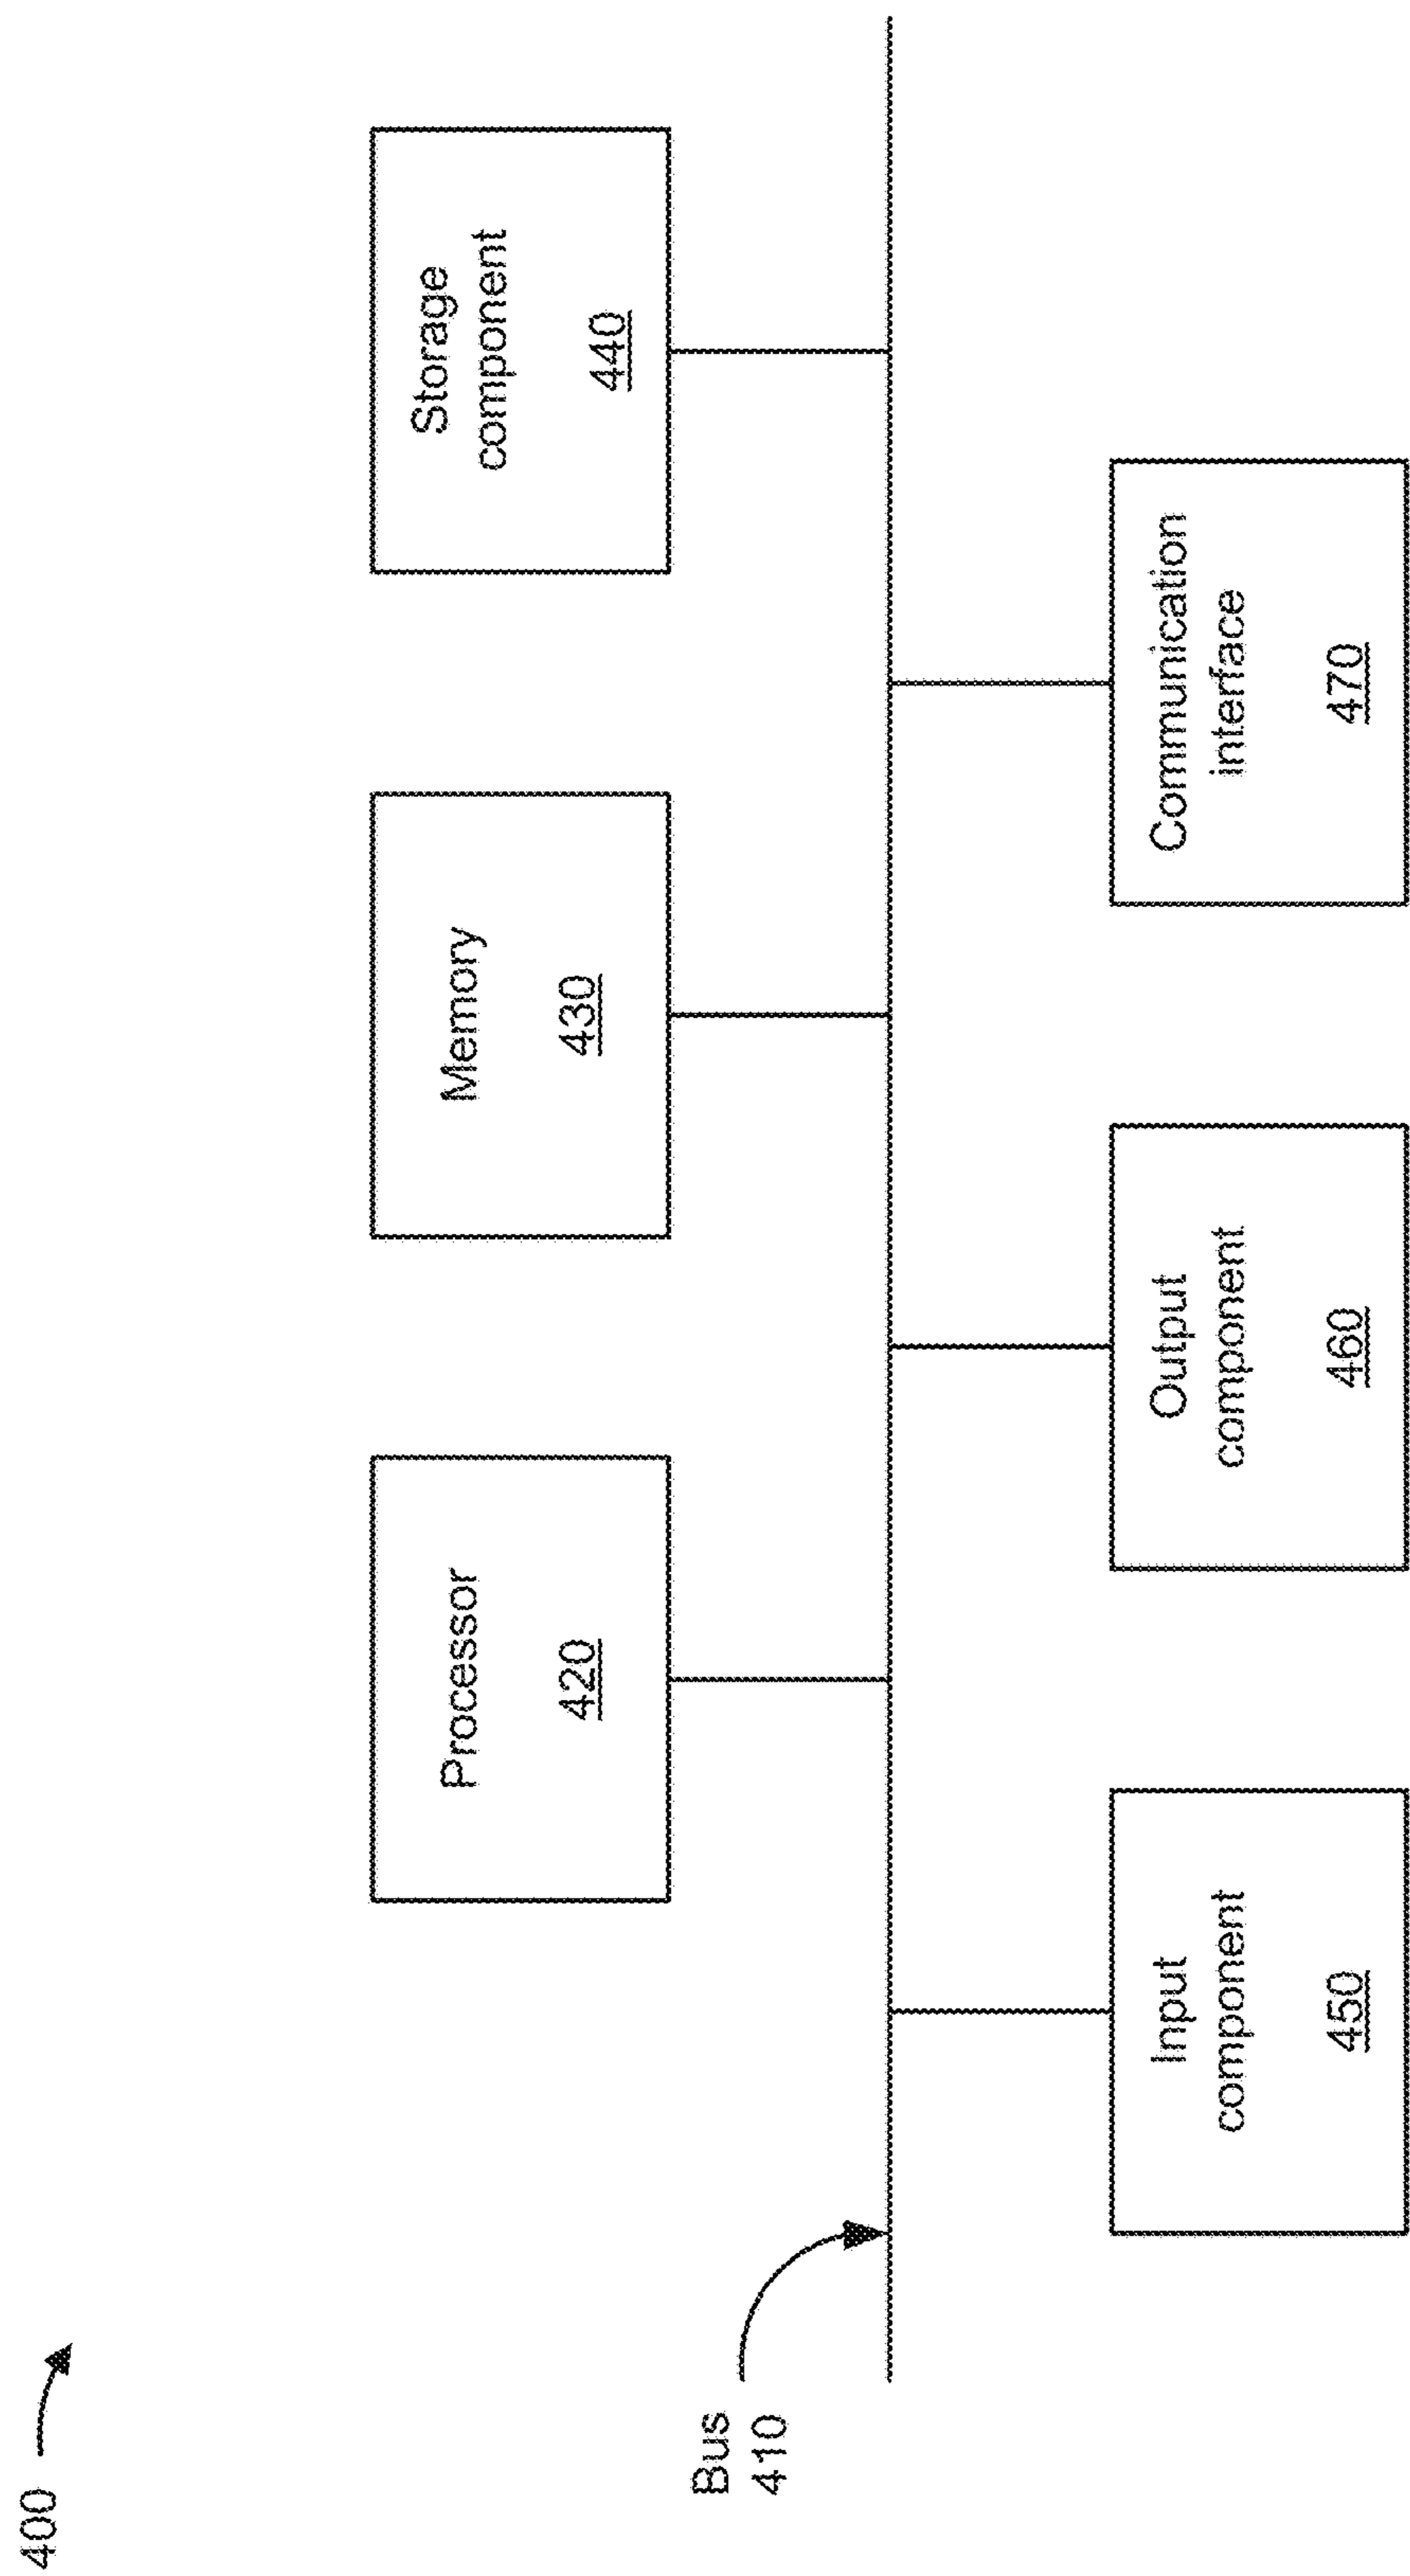 400
Processor
420
Memory
430
Storage
component
440
Bus
410
Input
component
450
Output
component
460
Communication
interface
470